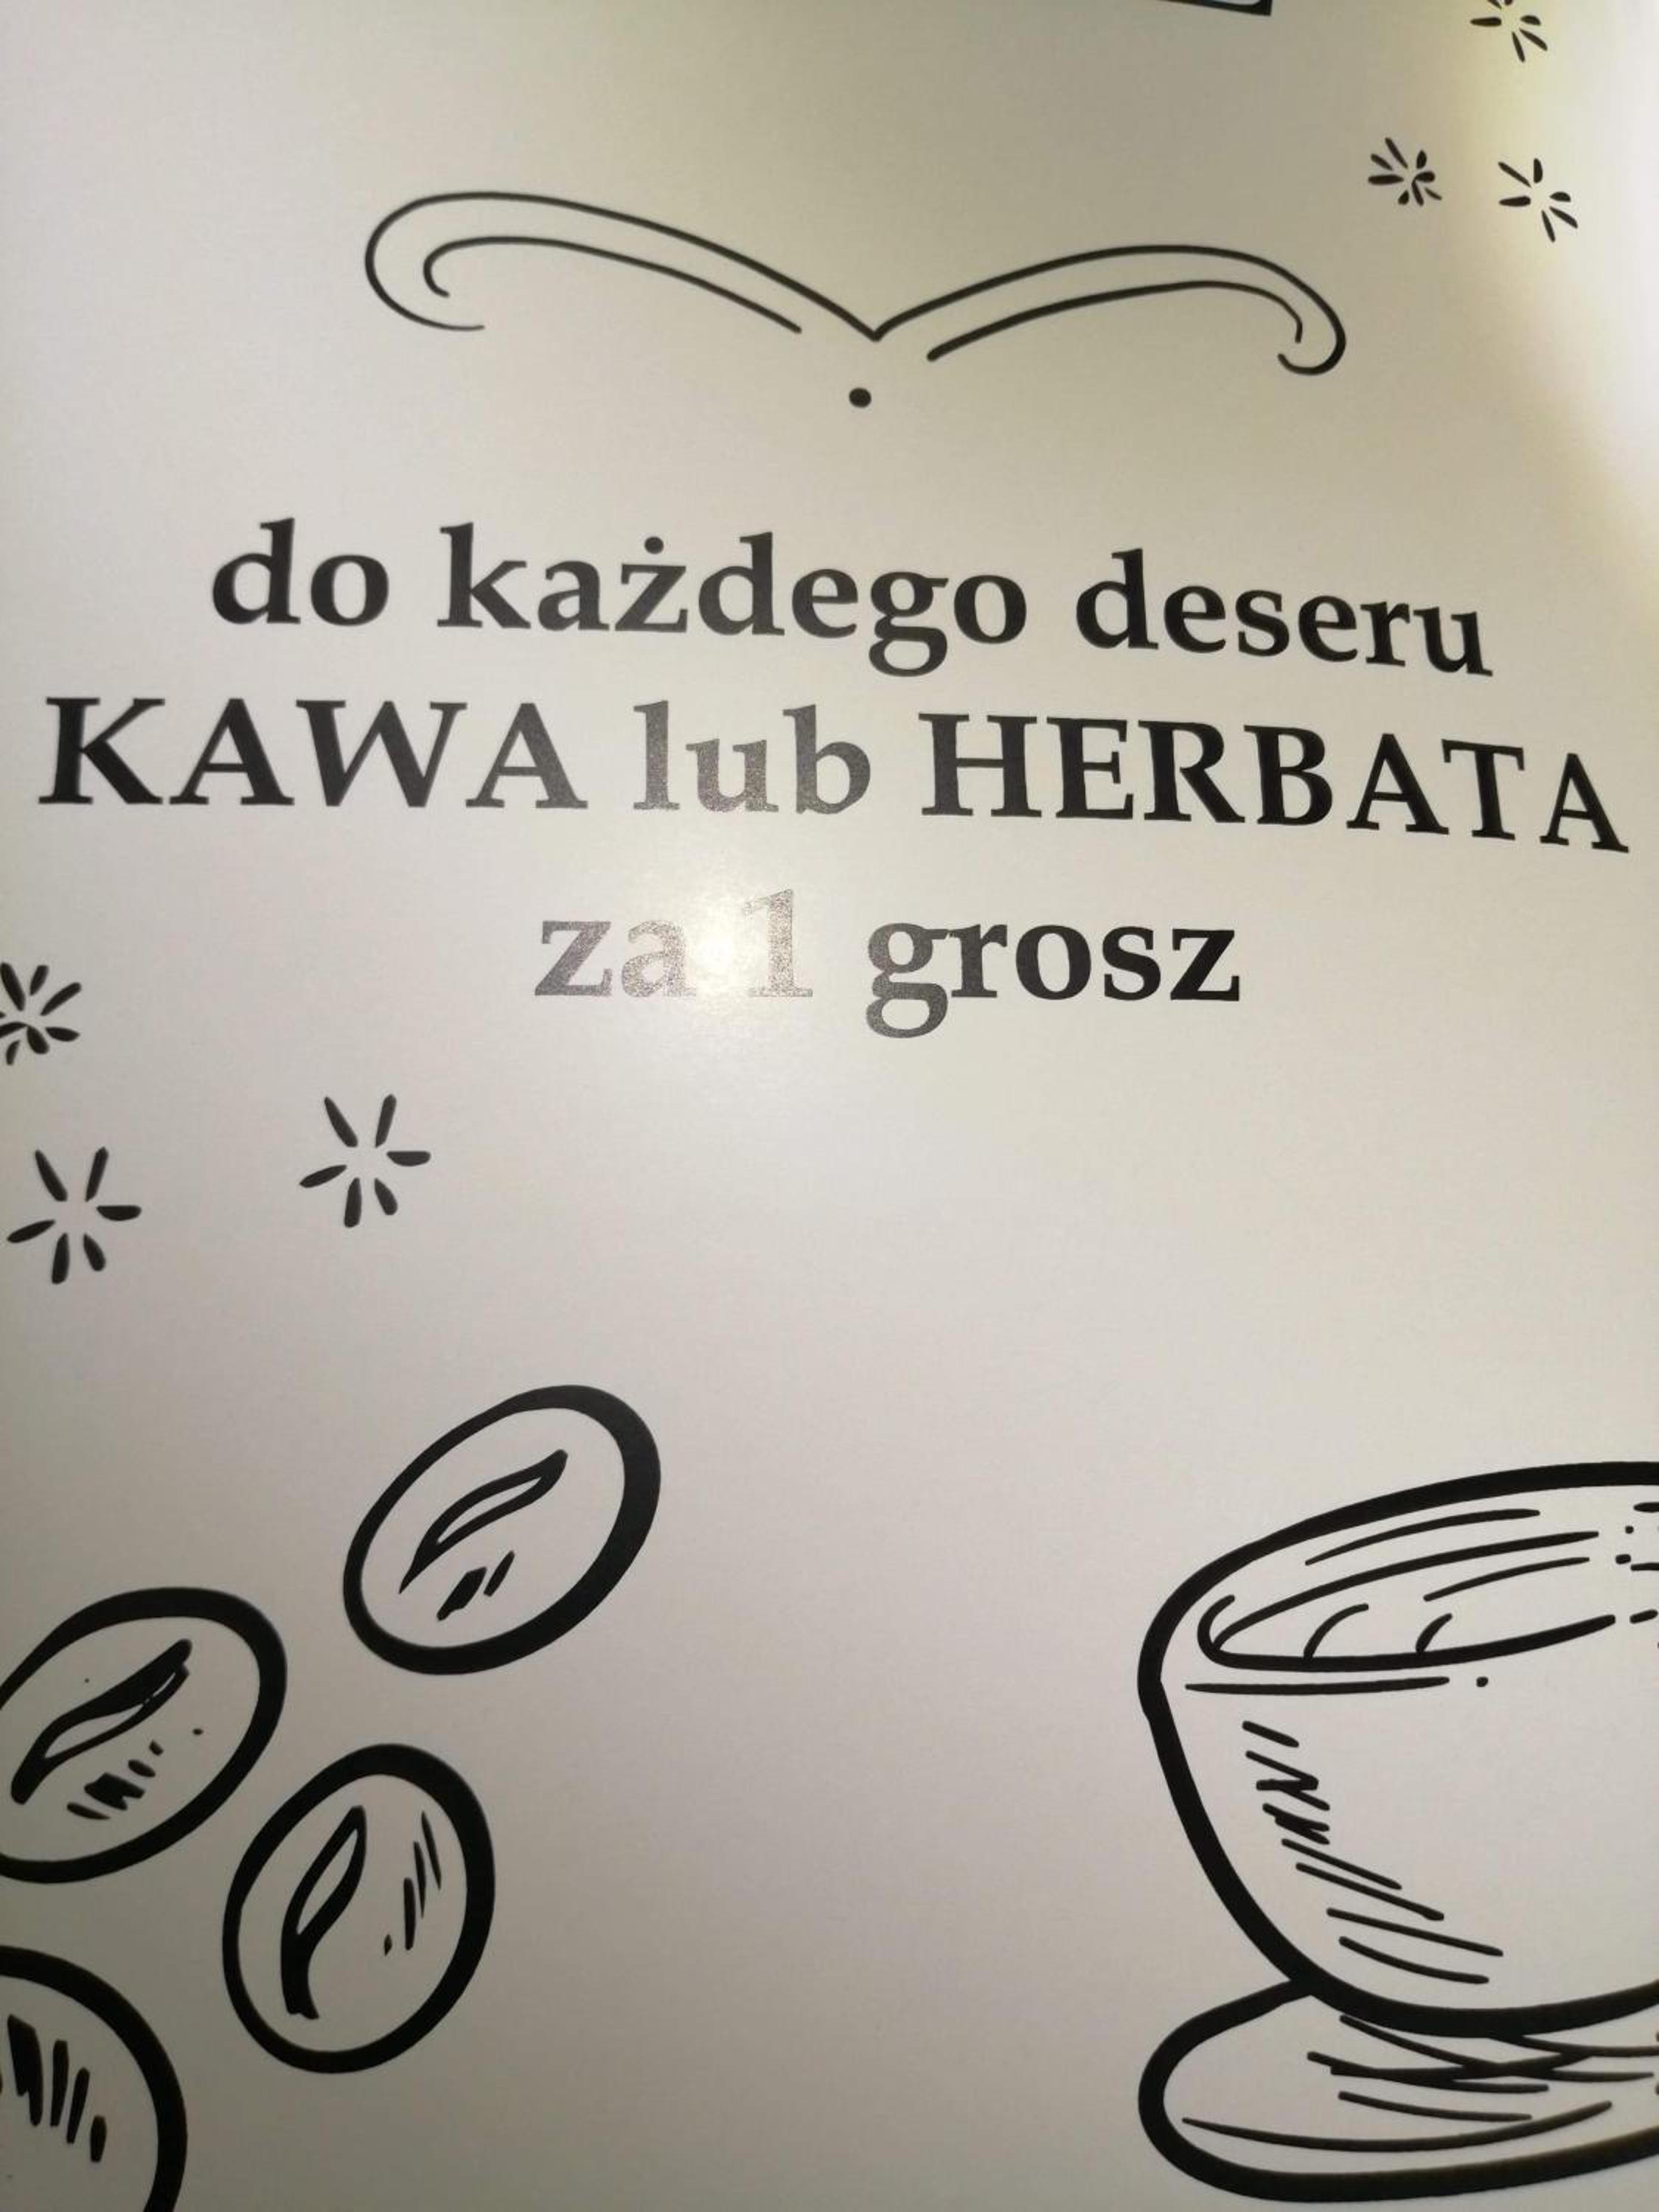 do każdego deseru
KAWA lub HERBATA
za 1 grosz